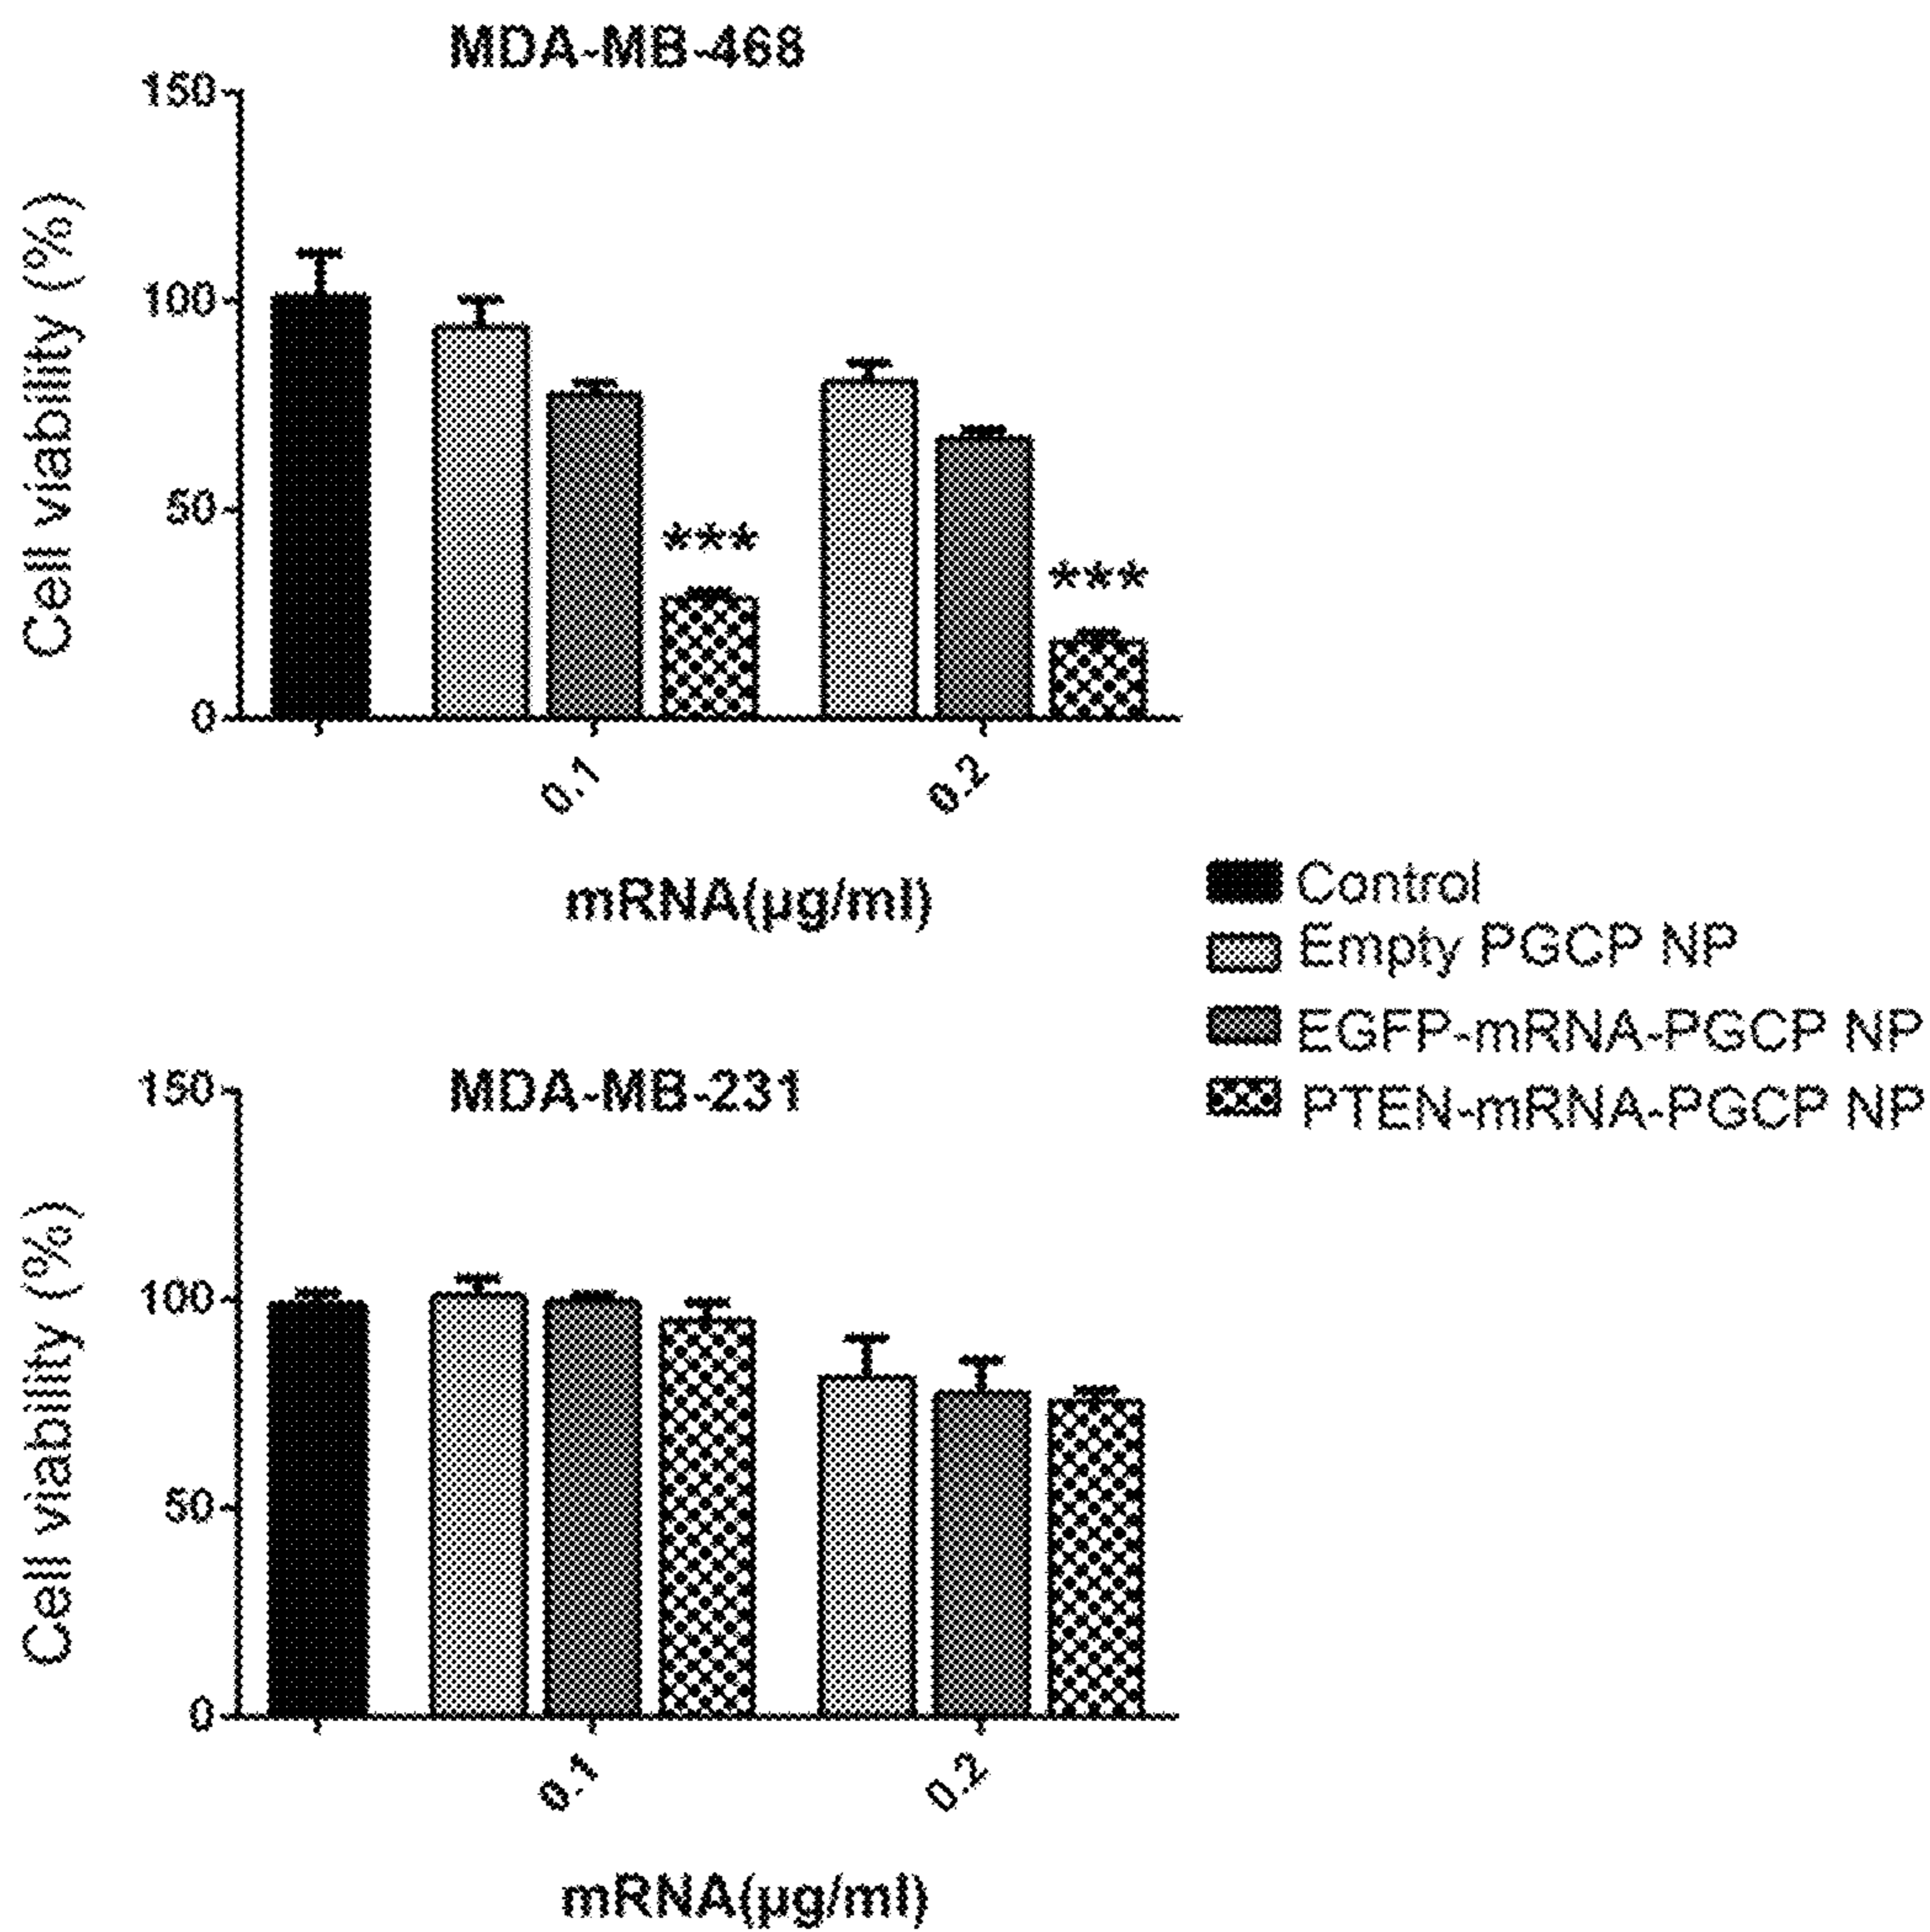 MDA-MB-468
150
100
50
0
Cell viability (%)
***
***
0.1
0.2
mRNA(μg/ml)
Control
Empty PGCP NP
EGFP-mRNA-PGCP NP
PTEN-mRNA-PGCP NP
MDA-MB-231
150
100
50
0
Cell viability (%)
0.1
0.2
mRNA(μg/ml)